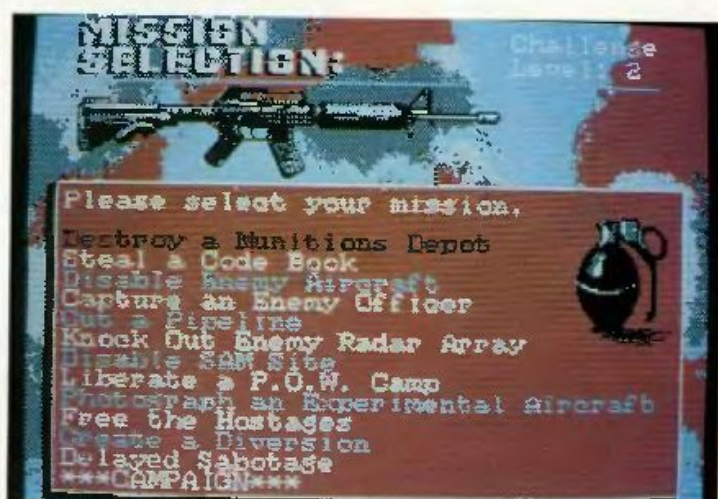 MISSION
SELECTION:
Challenge
Level: 2
Please select your mission.
Destroy a Munitions Depot
Steal a Code Book
Disable Enemy Aircraft
Capture an Enemy Officer
Cut a Pipeline
Knock Out Enemy Radar Array
Disable SAM Site
Liberate a P.O.W. Camp
Photograph an Experimental Aircraft
Free the Hostages
Create a Diversion
Delayed Sabotage
***CAMPAIGN***